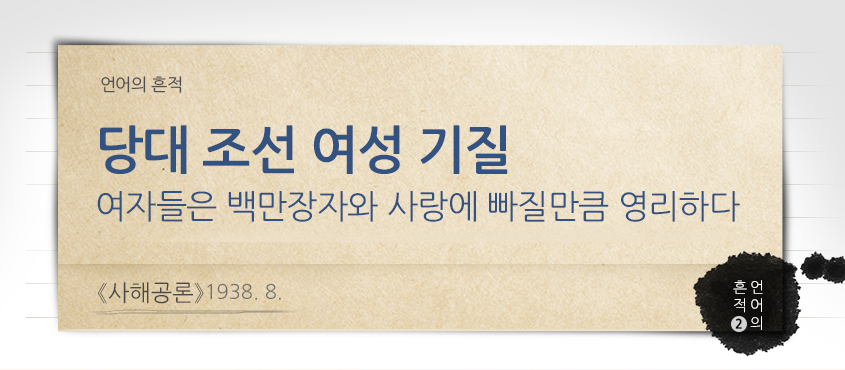 언어의 흔적
당대 조선 여성 기질
여자들은 백만장자와 사랑에 빠질만큼 영리하다
《사해공론》1938. 8.
언어의
흔적
2